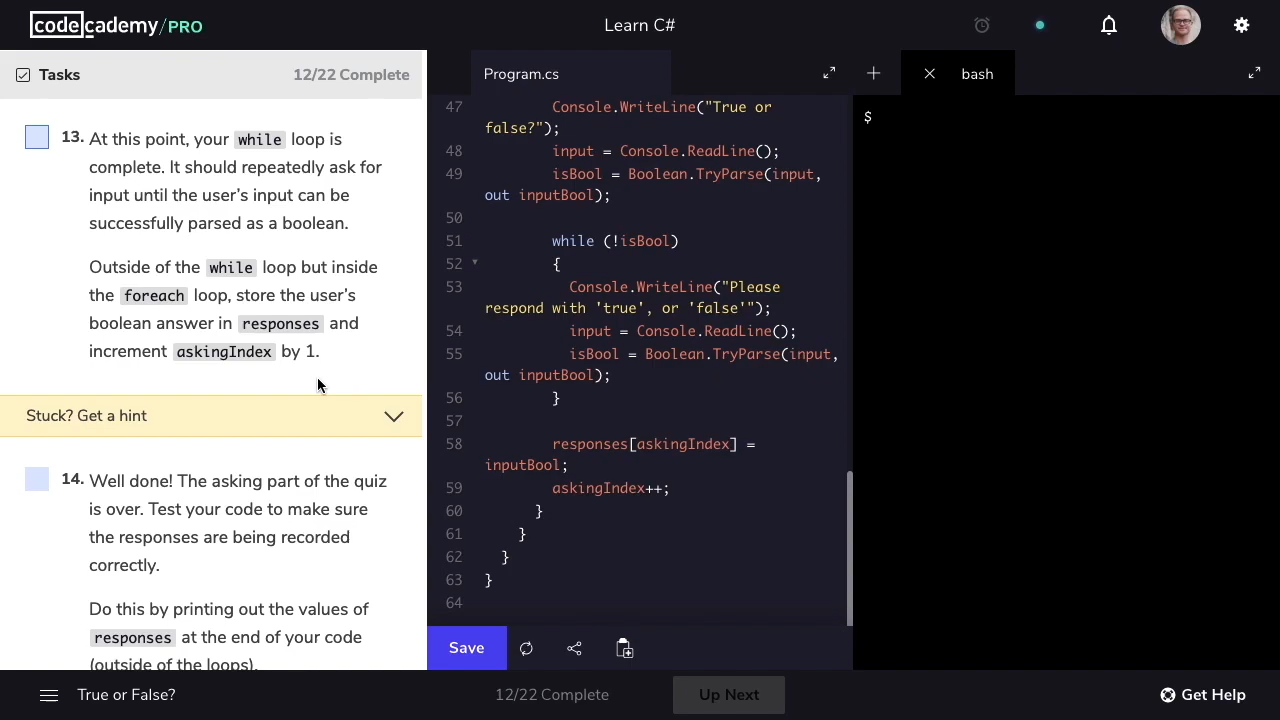 codecademy/PRO
Learn C#
Tasks
12/22 Complete
13. At this point, your while loop is
complete. It should repeatedly ask for
input until the user's input can be
successfully parsed as a boolean.
Outside of the while loop but inside
the foreach loop, store the user's
boolean answer in responses and
increment askingIndex by 1.
Stuck? Get a hint
14. Well done! The asking part of the quiz
is over. Test your code to make sure
the responses are being recorded
correctly.
Do this by printing out the values of
responses at the end of your code
(outside of the loops).
Program.cs
47 Console.WriteLine("True or
false?");
48 input = Console.ReadLine();
49 isBool = Boolean.TryParse(input,
out inputBool);
50
51 while (!isBool)
52 {
53 Console.WriteLine("Please
respond with 'true', or 'false'");
54 input = Console.ReadLine();
55 isBool = Boolean.TryParse(input,
out inputBool);
56 }
57
58 responses[askingIndex] =
inputBool;
59 askingIndex++;
60 }
61 }
62 }
63 }
64
Save
bash
$
True or False?
12/22 Complete
Up Next
Get Help